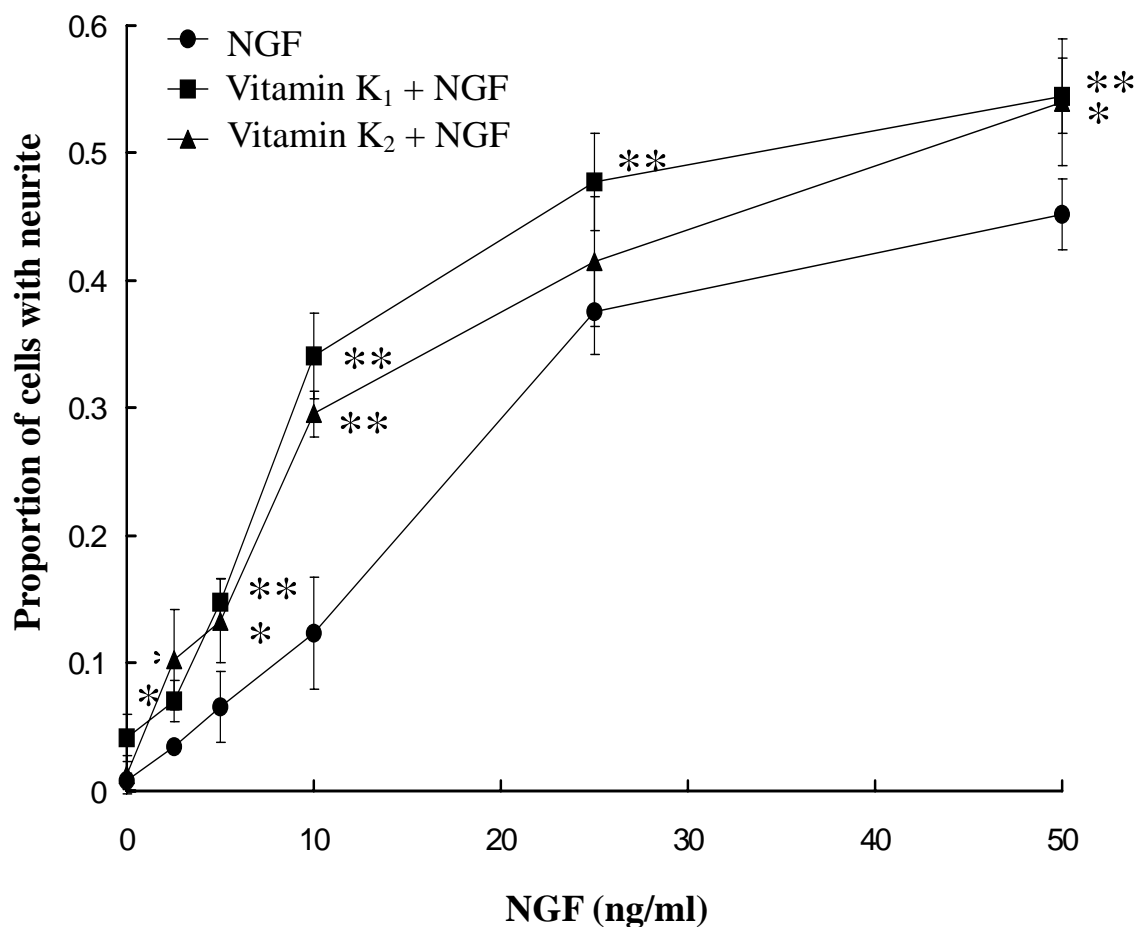 0.6
NGF
Vitamin K₁ + NGF
Vitamin K₂ + NGF
**
*
0.5
**
0.4
**
**
0.3
0.2
**
*
0.1
*
0
0 10 20 30 40 50
Proportion of cells with neurite
NGF (ng/ml)